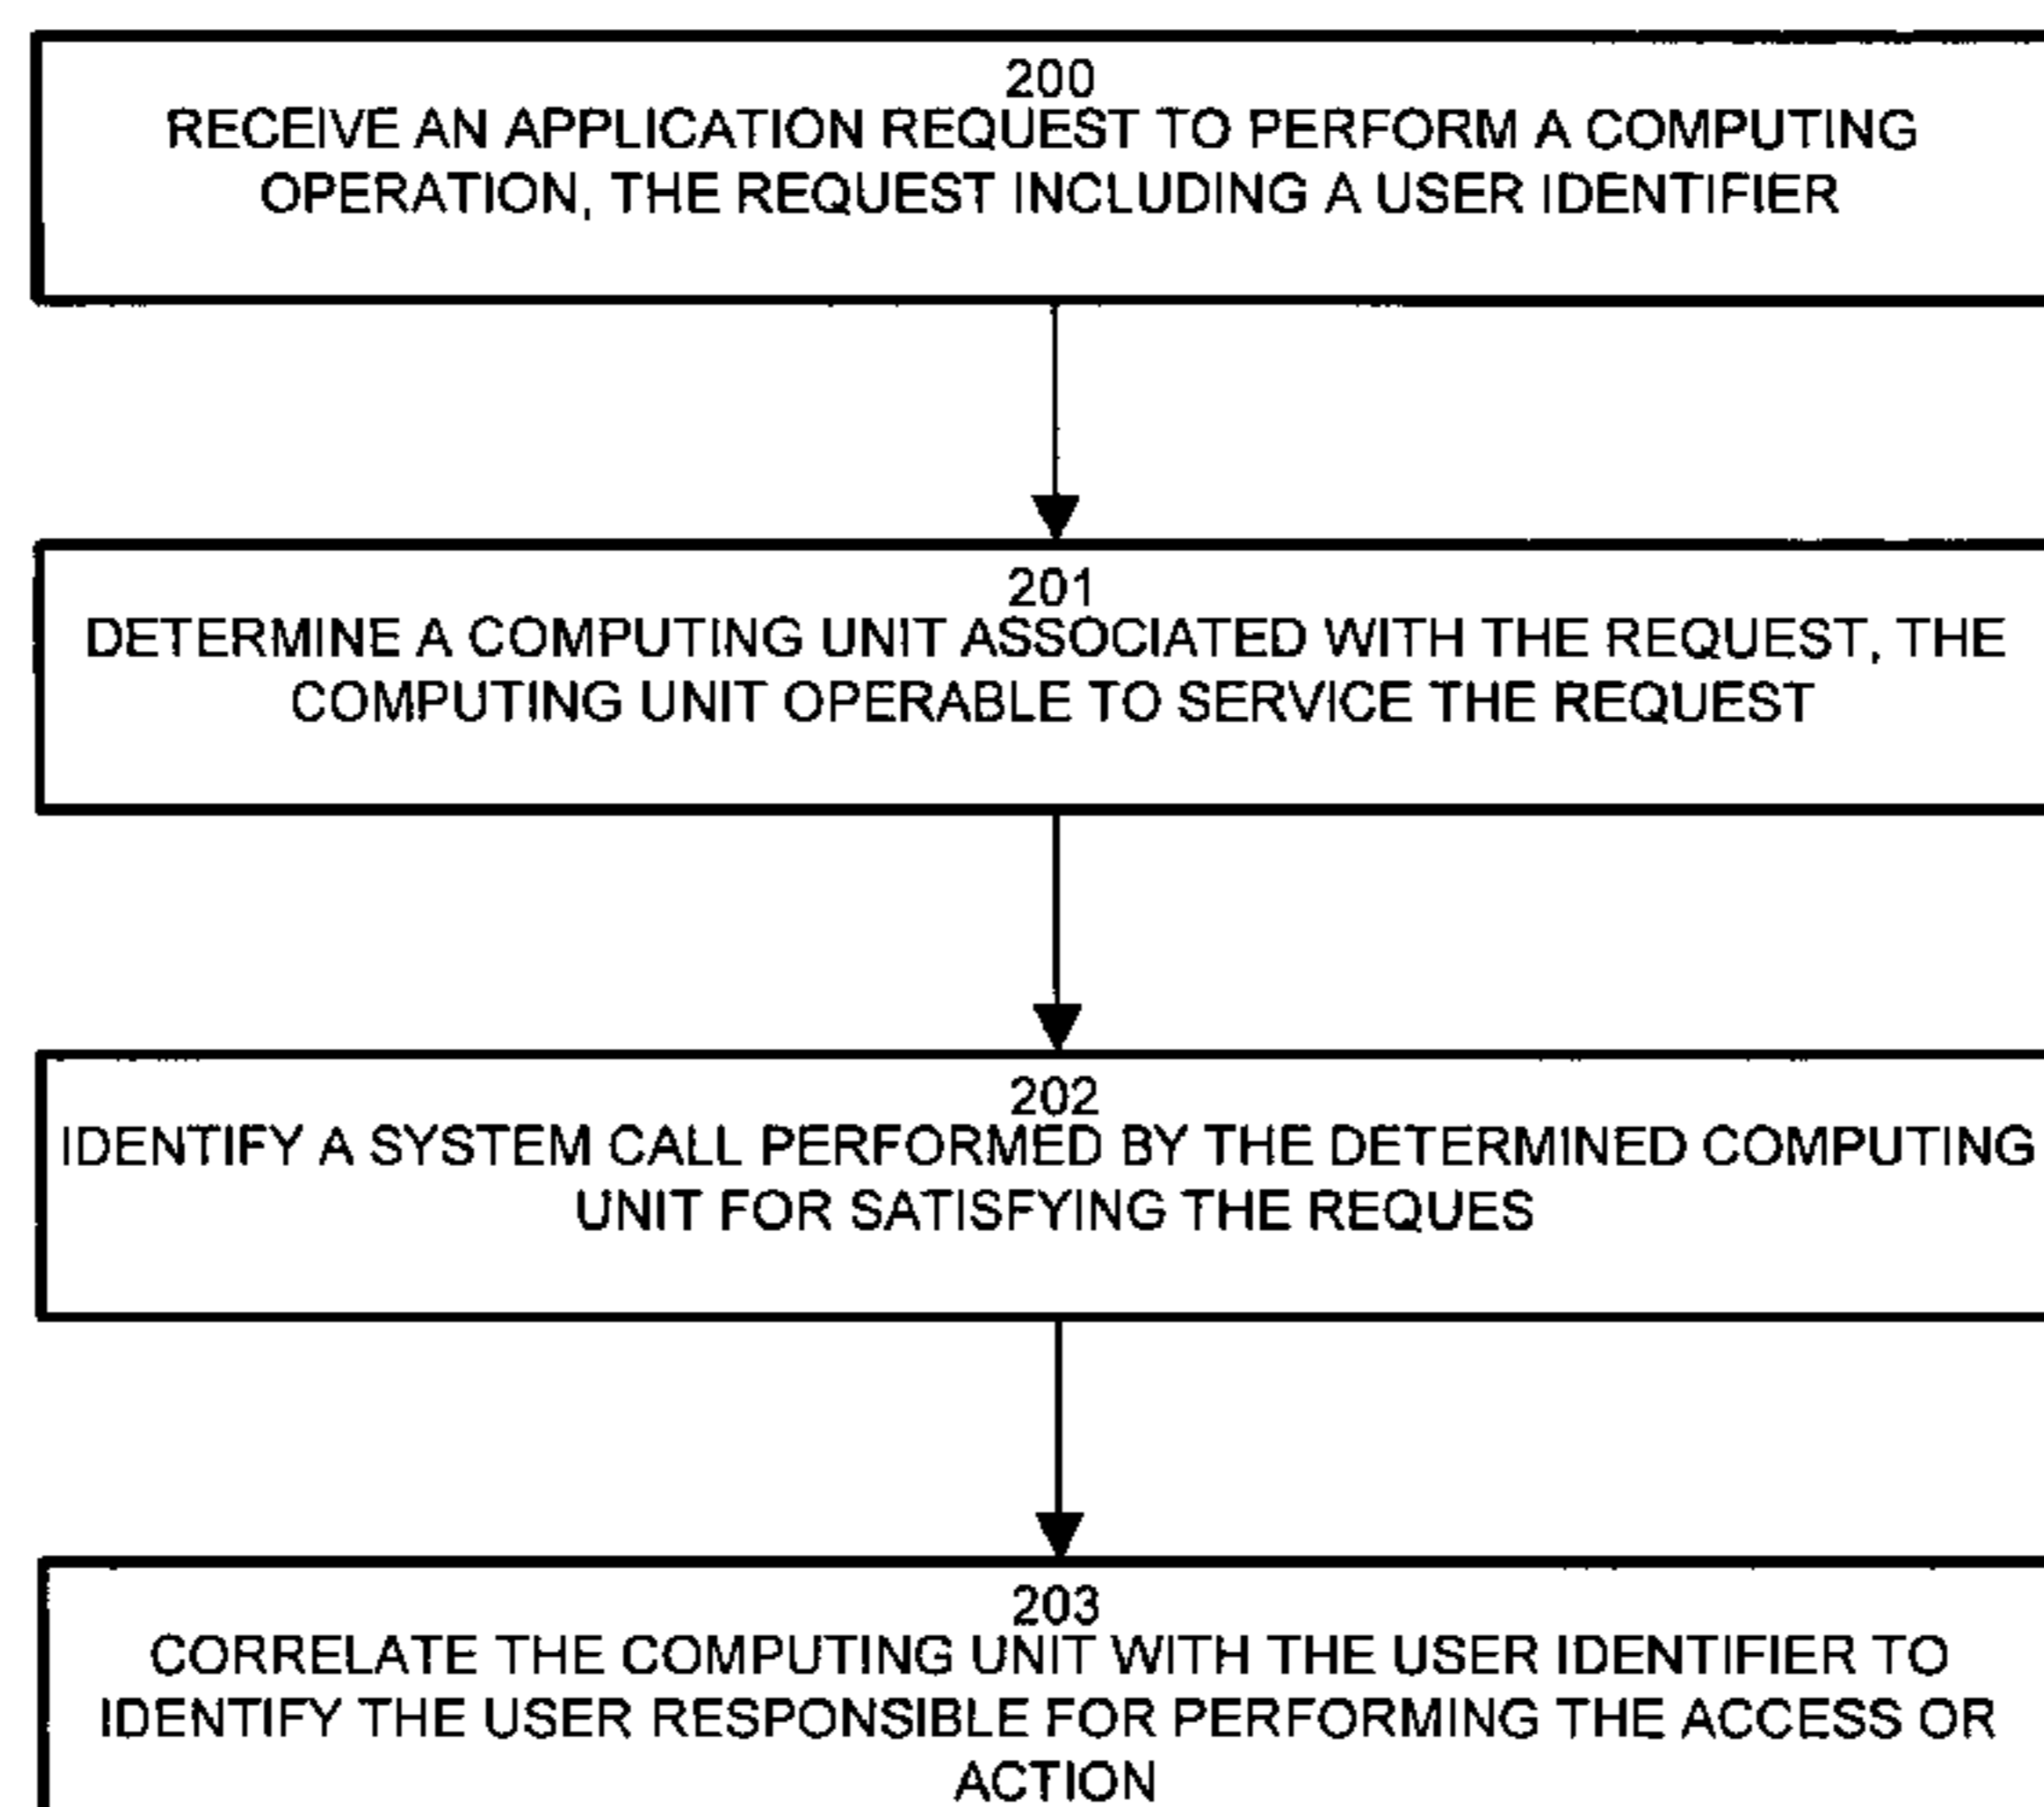 200
RECEIVE AN APPLICATION REQUEST TO PERFORM A COMPUTING
OPERATION, THE REQUEST INCLUDING A USER IDENTIFIER
201
DETERMINE A COMPUTING UNIT ASSOCIATED WITH THE REQUEST, THE
COMPUTING UNIT OPERABLE TO SERVICE THE REQUEST
202
IDENTIFY A SYSTEM CALL PERFORMED BY THE DETERMINED COMPUTING
UNIT FOR SATISFYING THE REQUES
203
CORRELATE THE COMPUTING UNIT WITH THE USER IDENTIFIER TO
IDENTIFY THE USER RESPONSIBLE FOR PERFORMING THE ACCESS OR
ACTION